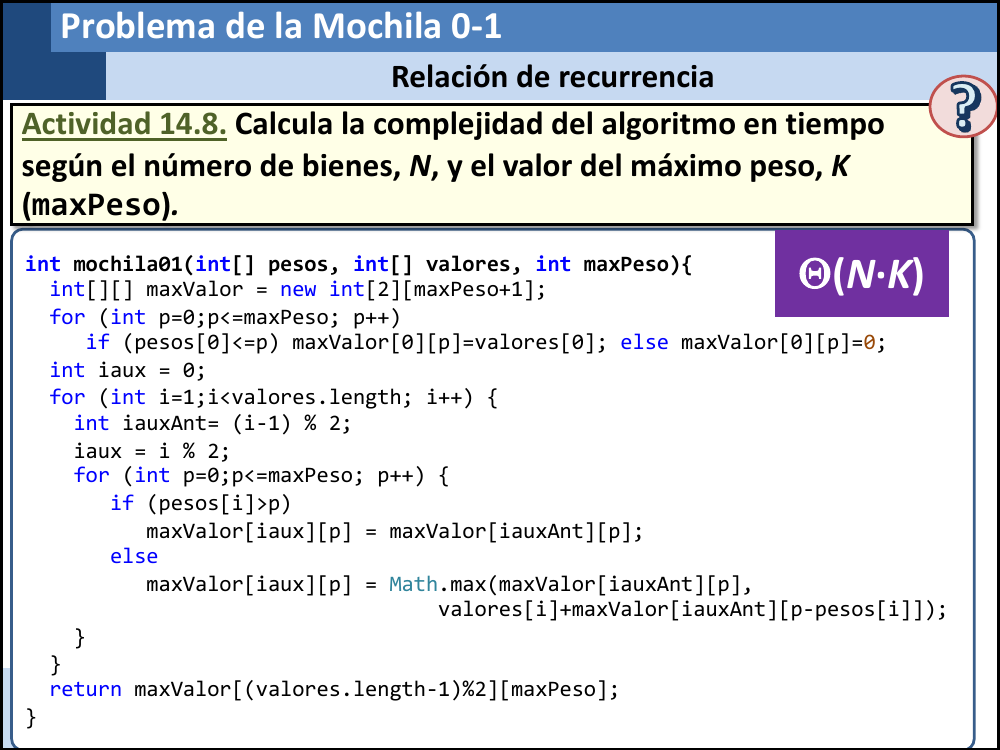 Problema de la Mochila 0-1
Relación de recurrencia
?
Actividad 14.8. Calcula la complejidad del algoritmo en tiempo
según el número de bienes, N, y el valor del máximo peso, K
(maxPeso).
Θ(N·K)
int mochila01(int[] pesos, int[] valores, int maxPeso){
  int[][] maxValor = new int[2][maxPeso+1];
  for (int p=0;p<=maxPeso; p++)
     if (pesos[0]<=p) maxValor[0][p]=valores[0]; else maxValor[0][p]=0;
  int iaux = 0;
  for (int i=1;i<valores.length; i++) {
    int iauxAnt= (i-1) % 2;
    iaux = i % 2;
    for (int p=0;p<=maxPeso; p++) {
       if (pesos[i]>p)
          maxValor[iaux][p] = maxValor[iauxAnt][p];
       else
          maxValor[iaux][p] = Math.max(maxValor[iauxAnt][p],
                                  valores[i]+maxValor[iauxAnt][p-pesos[i]]);
    }
  }
  return maxValor[(valores.length-1)%2][maxPeso];
}